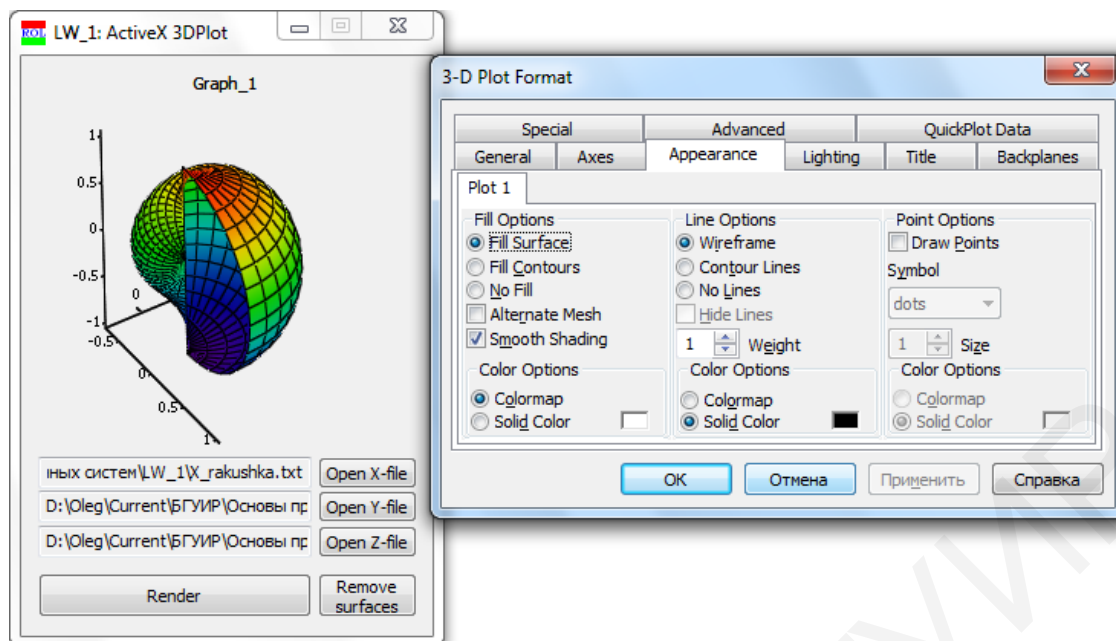 ROL LW_1: ActiveX 3DPlot
Graph_1
1
0.5
0
-0.5
-1
0
-0.5
0
0.5
1
ных систем\LW_1\X_rakushka.txt Open X-file
D:\Oleg\Current\БГУИР\Основы пр Open Y-file
D:\Oleg\Current\БГУИР\Основы пр Open Z-file
Render Remove surfaces
3-D Plot Format
Special Advanced QuickPlot Data
General Axes Appearance Lighting Title Backplanes
Plot 1
Fill Options
Fill Surface
Fill Contours
No Fill
Alternate Mesh
Smooth Shading
Color Options
Colormap
Solid Color
Line Options
Wireframe
Contour Lines
No Lines
Hide Lines
1 Weight
Color Options
Colormap
Solid Color
Point Options
Draw Points
Symbol
dots
1 Size
Color Options
Colormap
Solid Color
OK Отмена Применить Справка